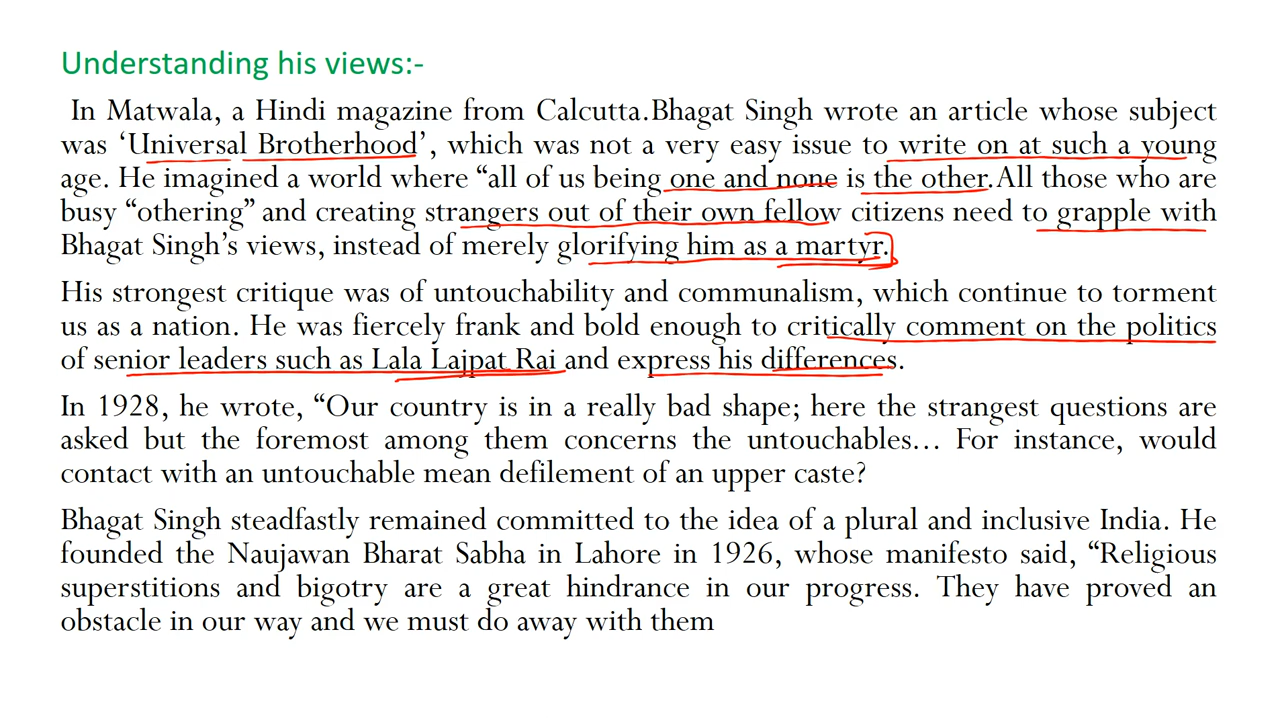 Understanding his views:-
In Matwala, a Hindi magazine from Calcutta.Bhagat Singh wrote an article whose subject
was ‘Universal Brotherhood’, which was not a very easy issue to write on at such a young
age. He imagined a world where “all of us being one and none is the other.All those who are
busy “othering” and creating strangers out of their own fellow citizens need to grapple with
Bhagat Singh’s views, instead of merely glorifying him as a martyr.
His strongest critique was of untouchability and communalism, which continue to torment
us as a nation. He was fiercely frank and bold enough to critically comment on the politics
of senior leaders such as Lala Lajpat Rai and express his differences.
In 1928, he wrote, “Our country is in a really bad shape; here the strangest questions are
asked but the foremost among them concerns the untouchables… For instance, would
contact with an untouchable mean defilement of an upper caste?
Bhagat Singh steadfastly remained committed to the idea of a plural and inclusive India. He
founded the Naujawan Bharat Sabha in Lahore in 1926, whose manifesto said, “Religious
superstitions and bigotry are a great hindrance in our progress. They have proved an
obstacle in our way and we must do away with them